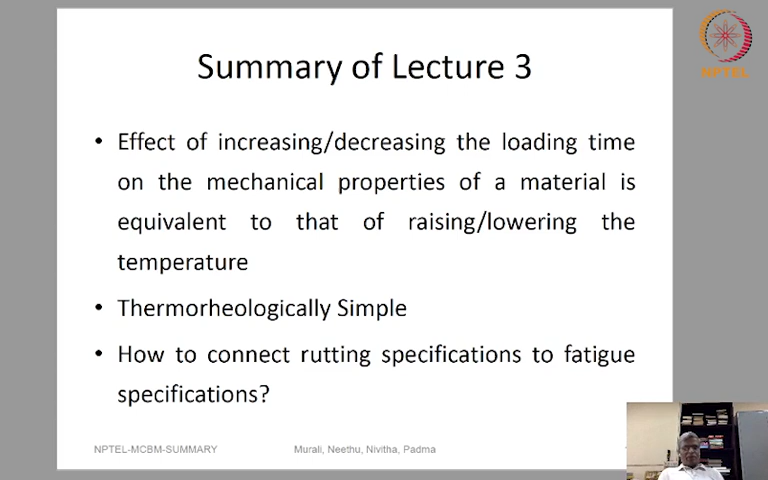 Summary of Lecture 3
NPTEL
• Effect of increasing/decreasing the loading time
on the mechanical properties of a material is
equivalent to that of raising/lowering the
temperature
• Thermorheologically Simple
• How to connect rutting specifications to fatigue
specifications?
NPTEL-MCBM-SUMMARY
Murali, Neethu, Nivitha, Padma